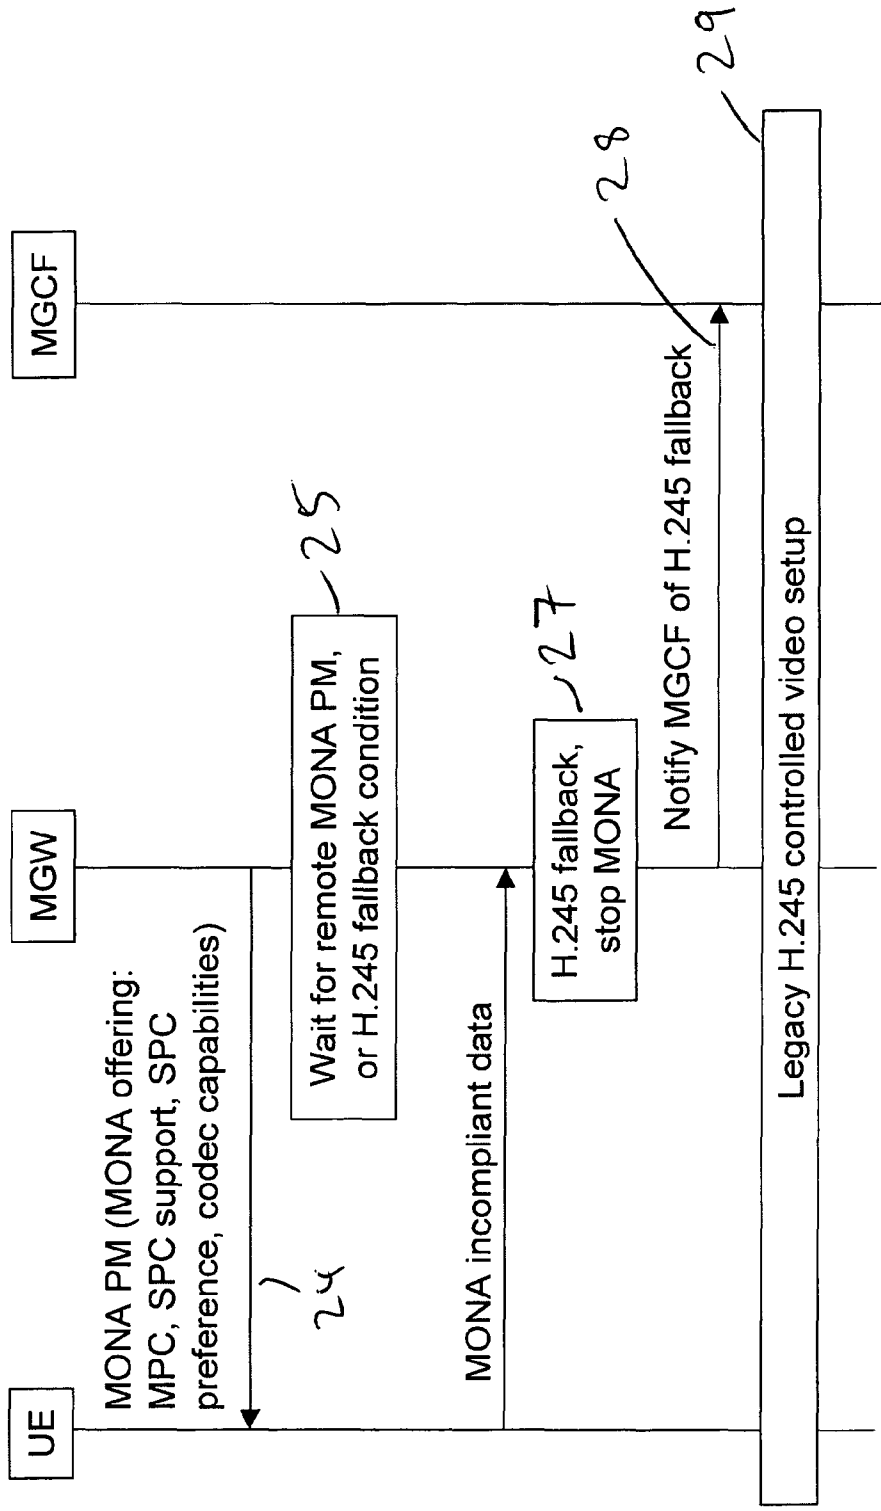 UE
MGW
MGCF
MONA PM (MONA offering:
MPC, SPC support, SPC
preference, codec capabilities)
24
Wait for remote MONA PM,
or H.245 fallback condition
25
MONA incompliant data
H.245 fallback,
stop MONA
27
Notify MGCF of H.245 fallback
28
Legacy H.245 controlled video setup
29